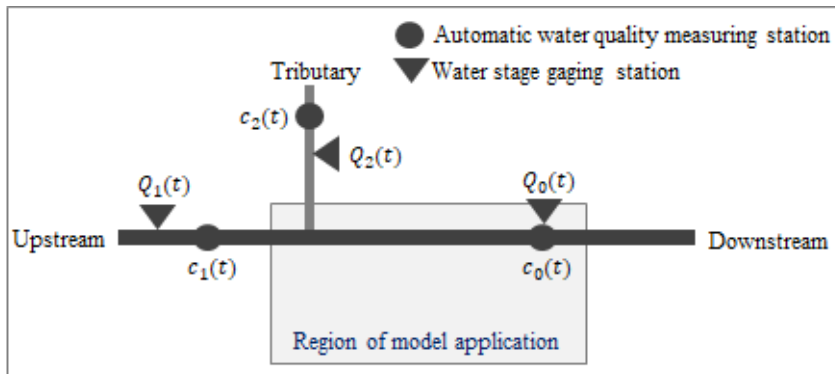 Automatic water quality measuring station
Tributary
Water stage gaging station
c₂(t)
Q₂(t)
Q₁(t)
Q₀(t)
Upstream
Downstream
c₁(t)
c₀(t)
Region of model application